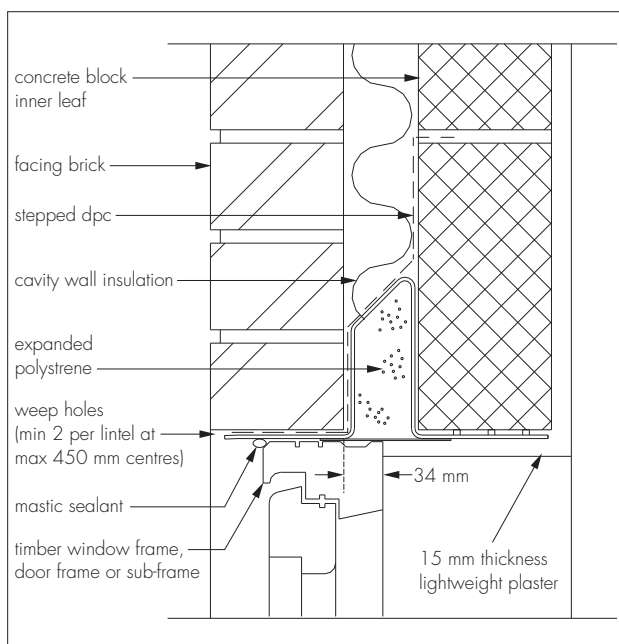 concrete block
inner leaf
facing brick
stepped dpc
cavity wall insulation
expanded
polystrene
weep holes
(min 2 per lintel at
max 450 mm centres)
mastic sealant
timber window frame,
door frame or sub-frame
34 mm
15 mm thickness
lightweight plaster